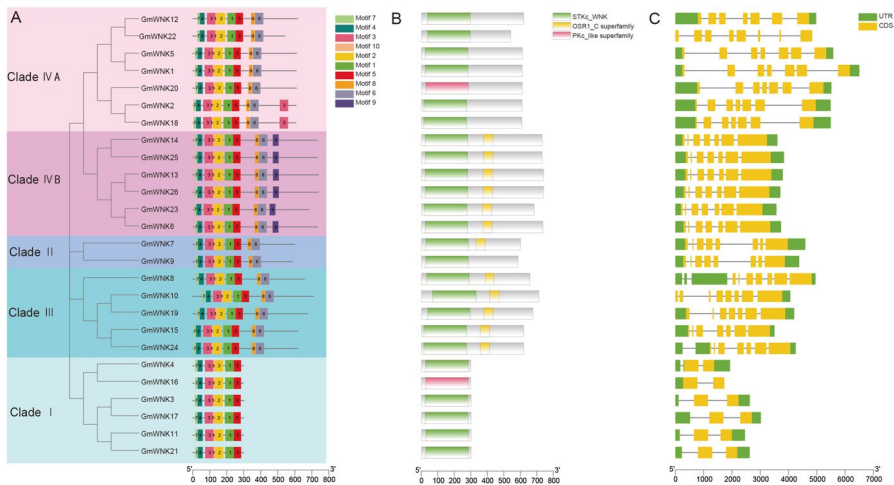 A
B
C
Clade IV A
Clade IV B
Clade II
Clade III
Clade I
GmWNK12
GmWNK22
GmWNK5
GmWNK1
GmWNK20
GmWNK2
GmWNK18
GmWNK14
GmWNK25
GmWNK13
GmWNK26
GmWNK23
GmWNK6
GmWNK7
GmWNK9
GmWNK8
GmWNK10
GmWNK19
GmWNK15
GmWNK24
GmWNK4
GmWNK16
GmWNK3
GmWNK17
GmWNK11
GmWNK21
Motif 7
Motif 4
Motif 3
Motif 10
Motif 2
Motif 1
Motif 5
Motif 8
Motif 6
Motif 9
5' 3'
0 100 200 300 400 500 600 700 800
STKc_WNK
OSR1_C superfamily
PKc_like superfamily
5' 3'
0 100 200 300 400 500 600 700 800
UTR
CDS
5' 3'
0 1000 2000 3000 4000 5000 6000 7000